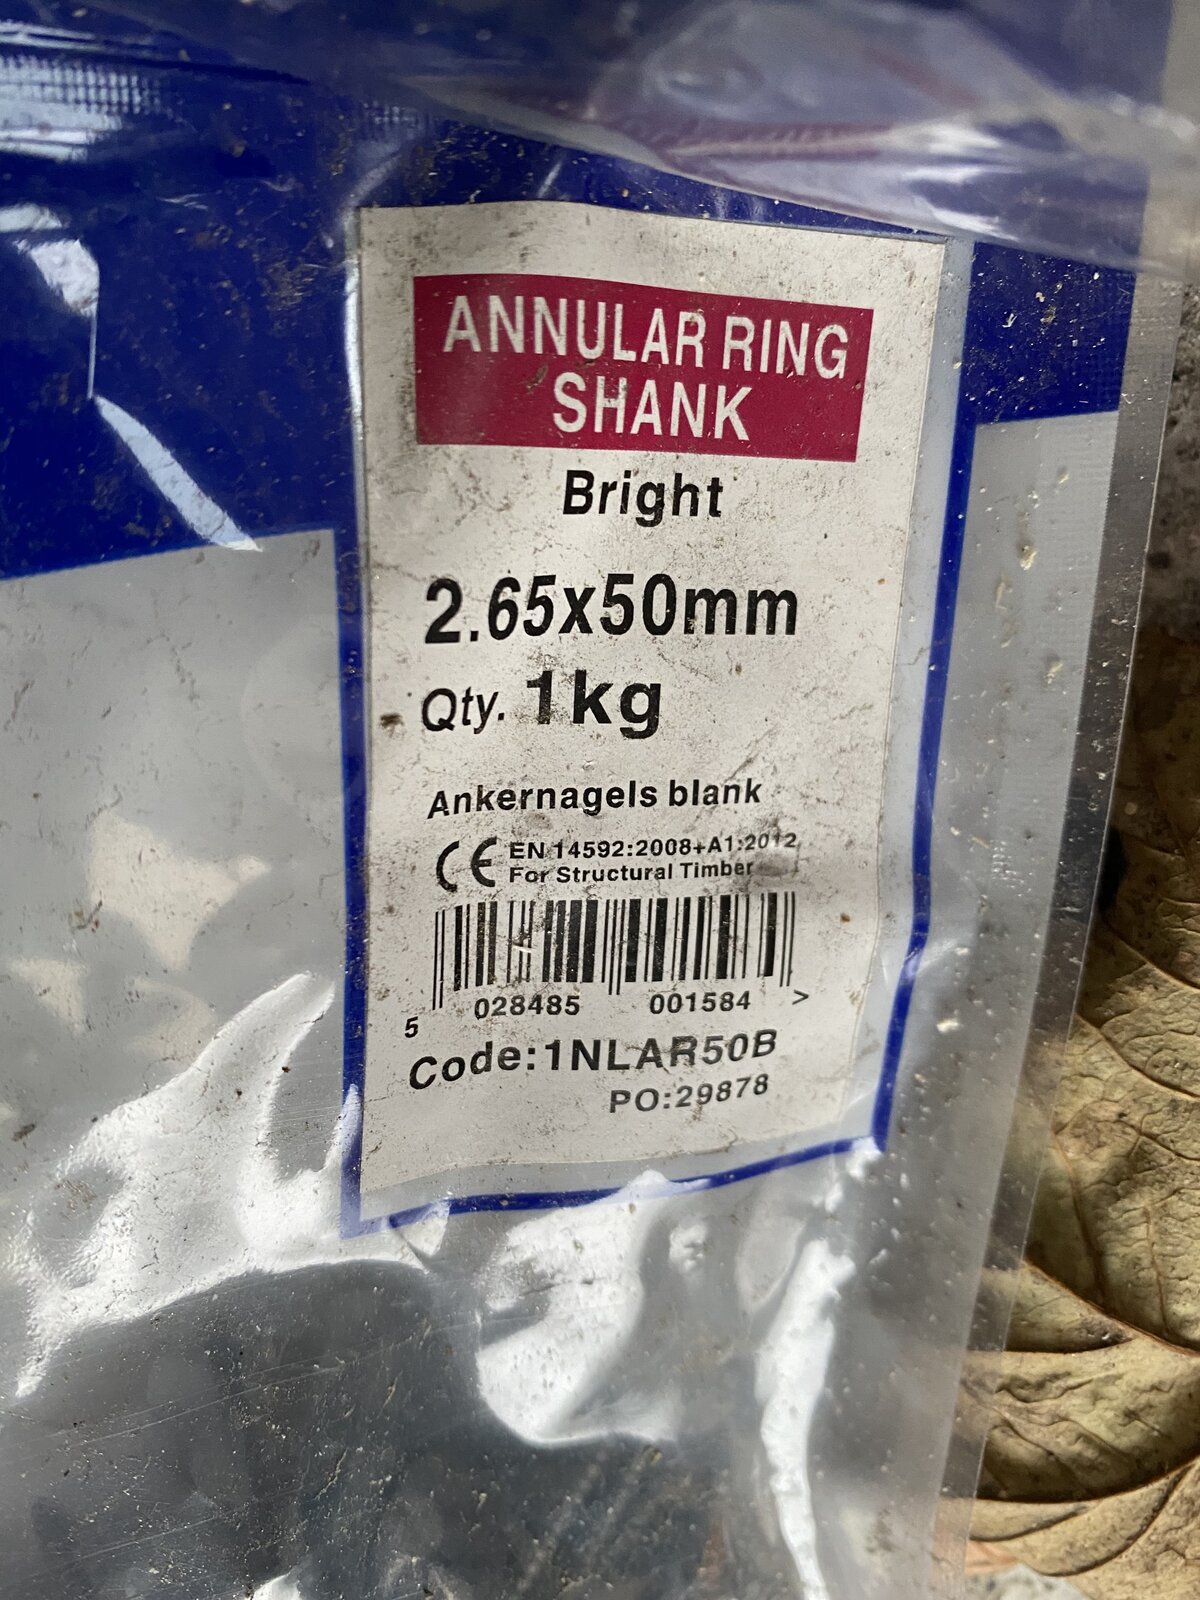 ANNULAR RING
SHANK
Bright
2.65x50mm
Qty. 1kg
Ankernagels blank
CE EN 14592:2008+A1:2012
For Structural Timber
5 028485 001584 >
Code:1NLAR50B
PO:29878